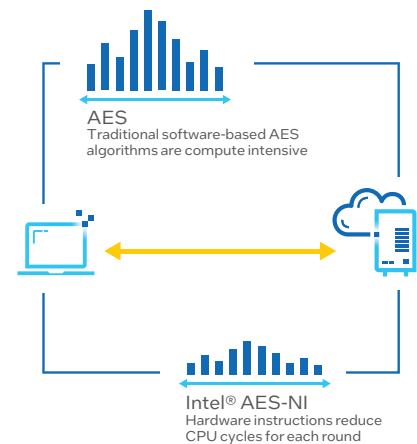 AES
Traditional software-based AES
algorithms are compute intensive
Intel® AES-NI
Hardware instructions reduce
CPU cycles for each round